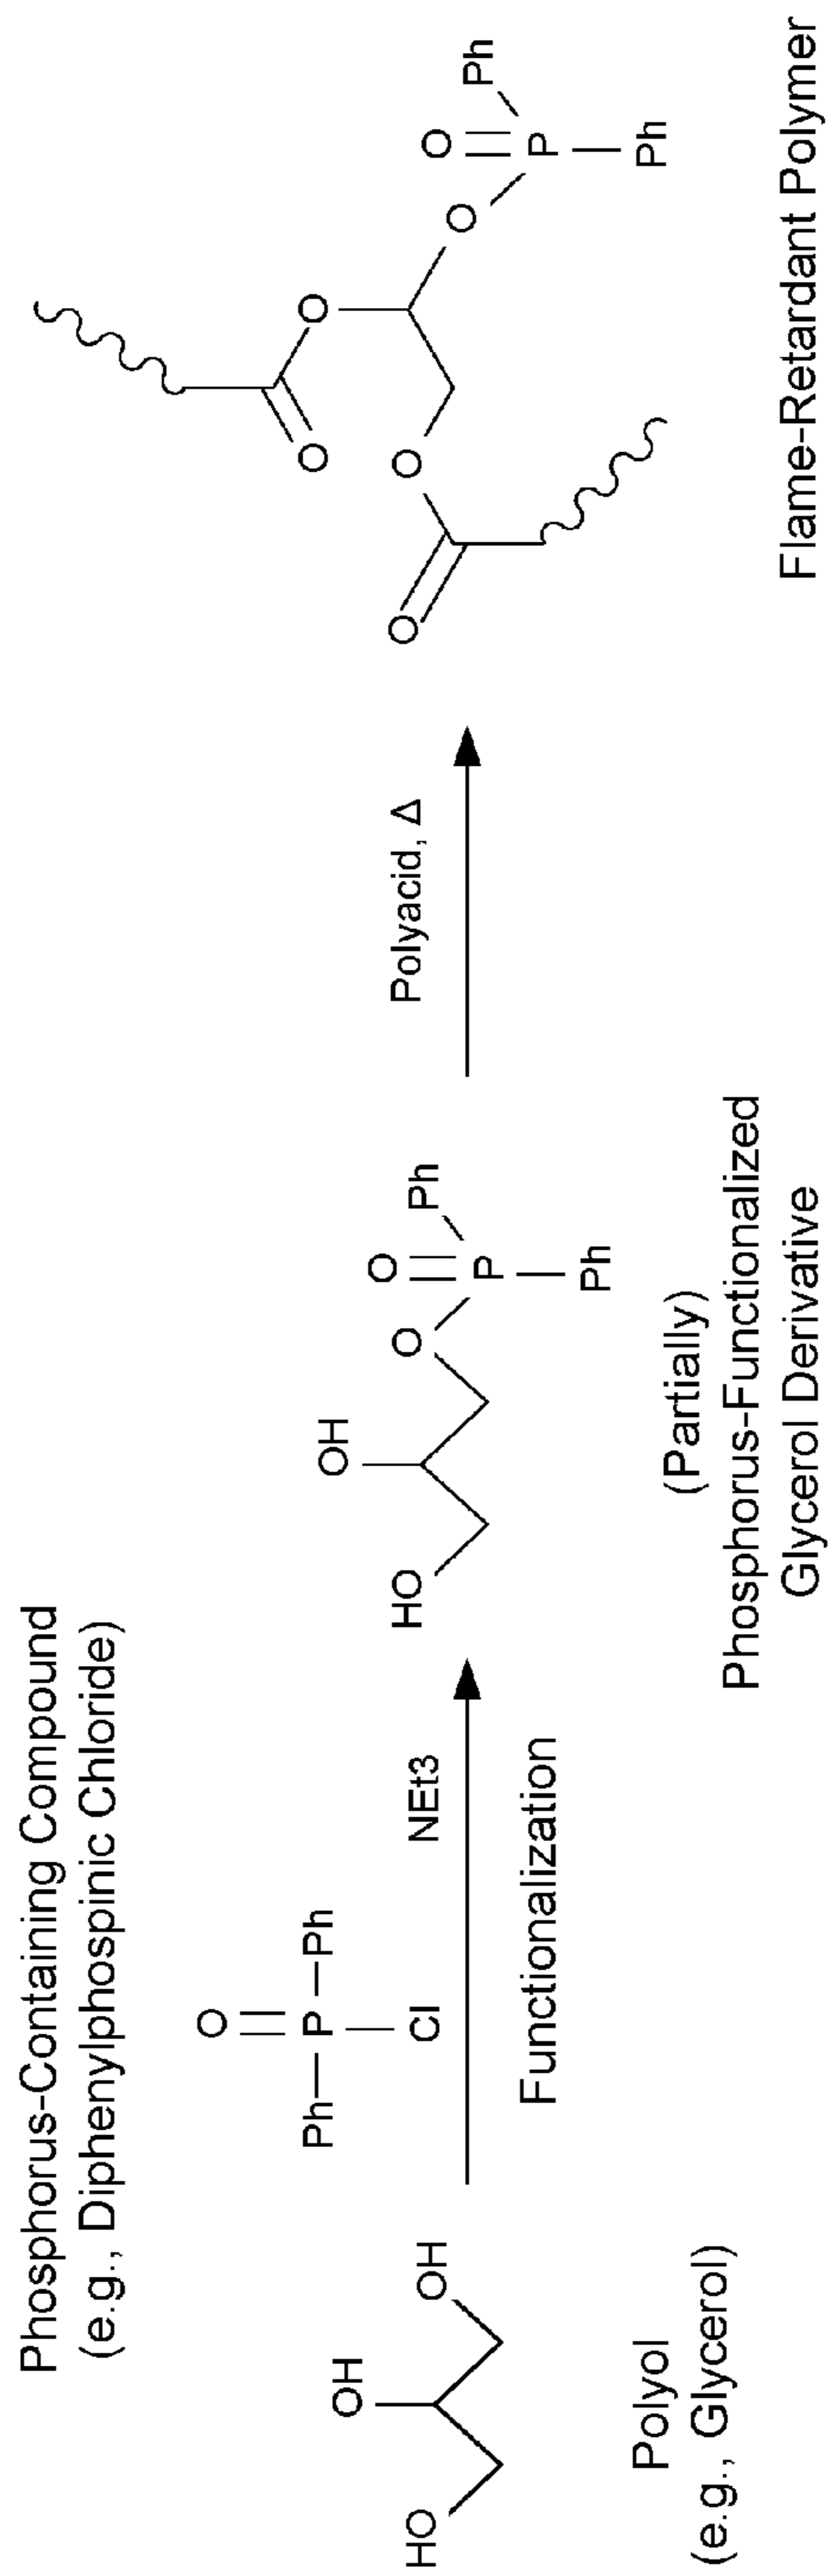 Phosphorus-Containing Compound
(e.g., Diphenylphospinic Chloride)
O
Ph
P
Ph
Cl
NEt3
Functionalization
HO
OH
OH
Polyol
(e.g., Glycerol)
HO
OH
O
O
P
Ph
Ph
(Partially)
Phosphorus-Functionalized
Glycerol Derivative
Polyacid, Δ
O
O
O
O
O
O
P
Ph
Ph
Flame-Retardant Polymer